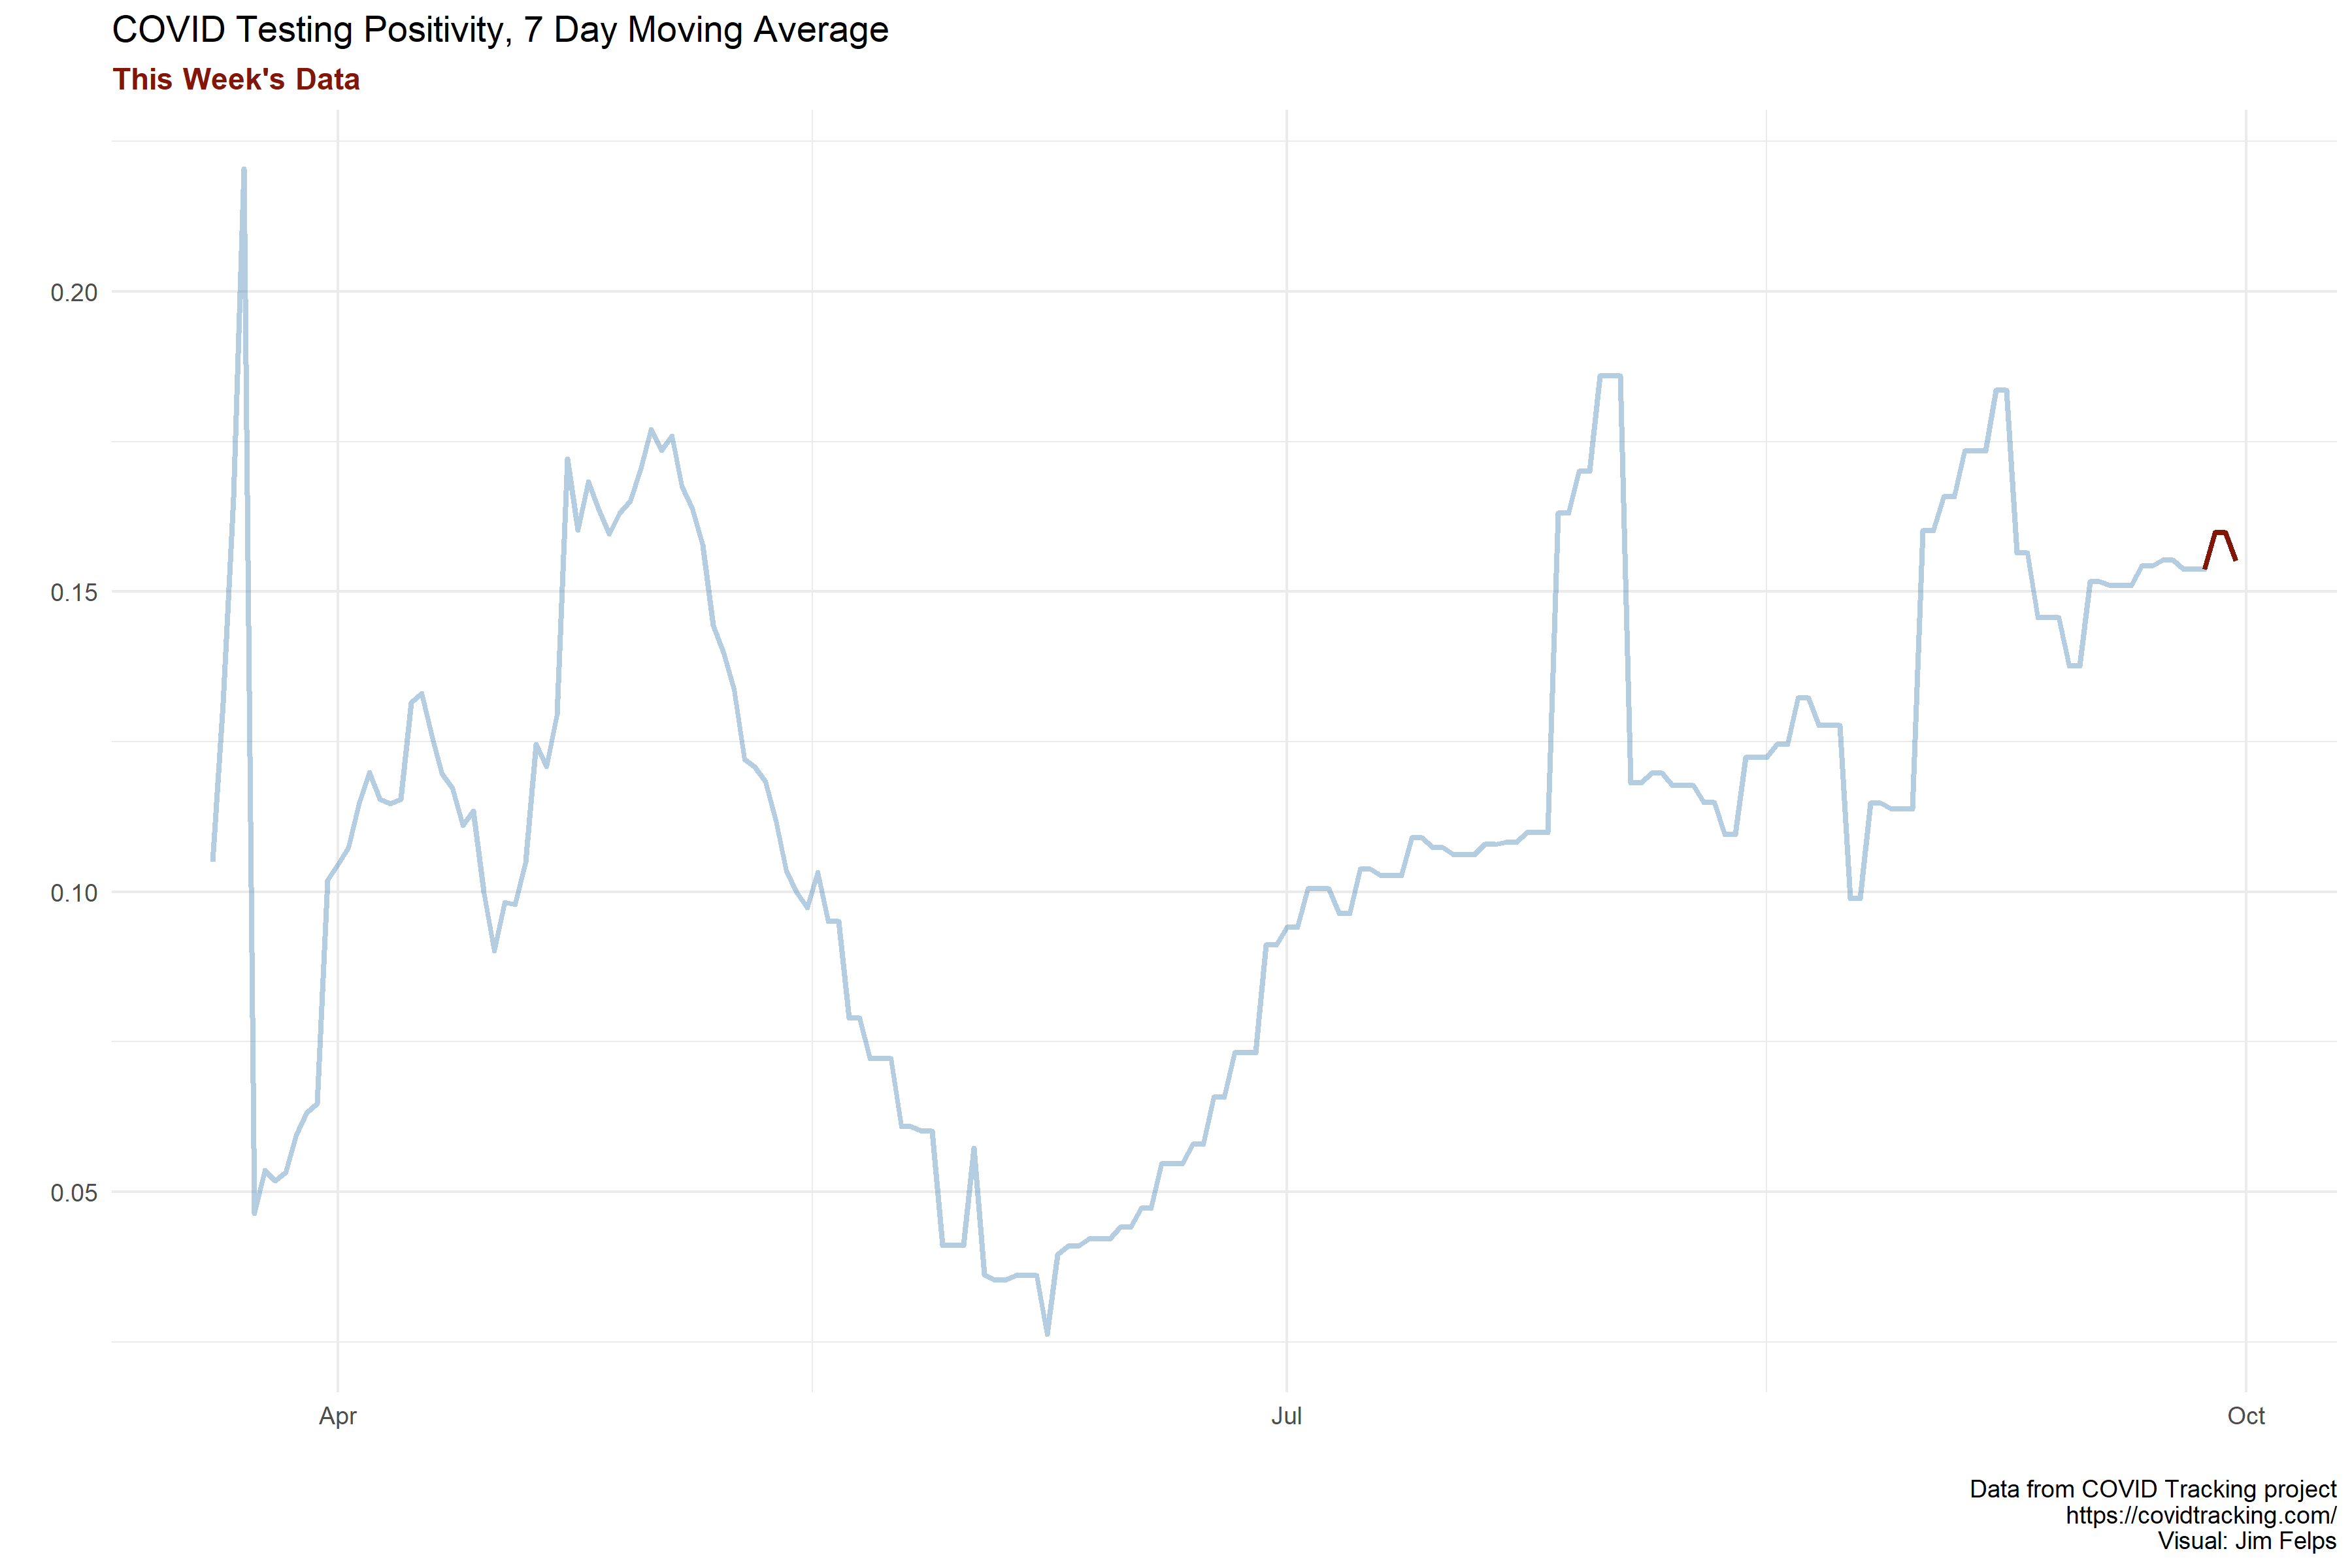 COVID Testing Positivity, 7 Day Moving Average
This Week's Data
0.20
0.15
0.10
0.05
Apr
Jul
Oct
Data from COVID Tracking project
https://covidtracking.com/
Visual: Jim Felps